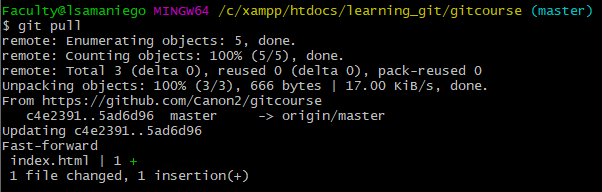 Faculty@lsamaniego MINGW64 /c/xampp/htdocs/learning_git/gitcourse (master)
$ git pull
remote: Enumerating objects: 5, done.
remote: Counting objects: 100% (5/5), done.
remote: Total 3 (delta 0), reused 0 (delta 0), pack-reused 0
Unpacking objects: 100% (3/3), 666 bytes | 17.00 KiB/s, done.
From https://github.com/Canon2/gitcourse
   c4e2391..5ad6d96  master     -> origin/master
Updating c4e2391..5ad6d96
Fast-forward
 index.html | 1 +
 1 file changed, 1 insertion(+)